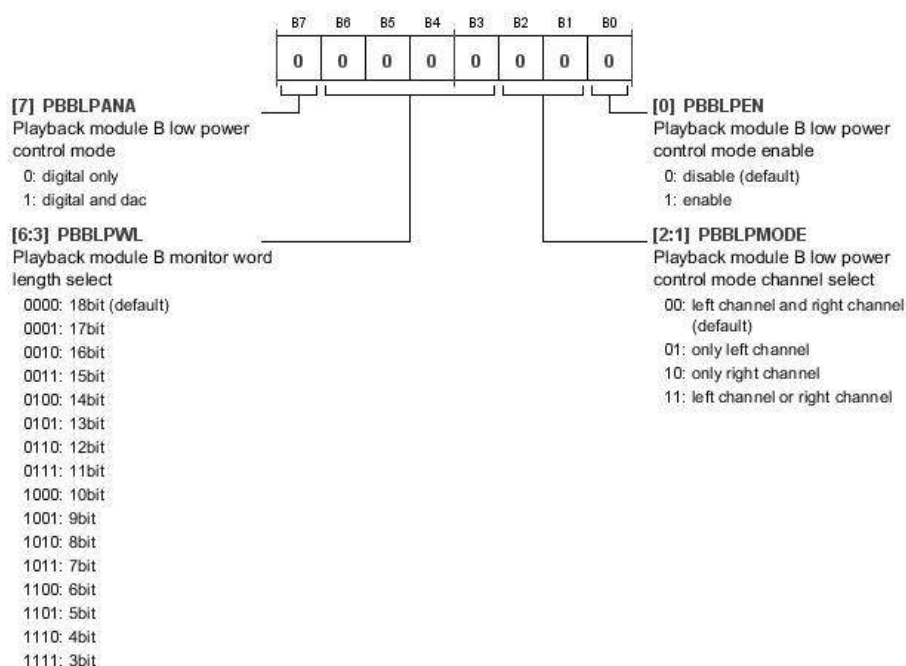 B7 B6 B5 B4 B3 B2 B1 B0
0 0 0 0 0 0 0 0
[7] PBBLPANA
Playback module B low power
control mode
0: digital only
1: digital and dac
[6:3] PBBLPWL
Playback module B monitor word
length select
0000: 18bit (default)
0001: 17bit
0010: 16bit
0011: 15bit
0100: 14bit
0101: 13bit
0110: 12bit
0111: 11bit
1000: 10bit
1001: 9bit
1010: 8bit
1011: 7bit
1100: 6bit
1101: 5bit
1110: 4bit
1111: 3bit
[0] PBBLPEN
Playback module B low power
control mode enable
0: disable (default)
1: enable
[2:1] PBBLPMODE
Playback module B low power
control mode channel select
00: left channel and right channel
(default)
01: only left channel
10: only right channel
11: left channel or right channel